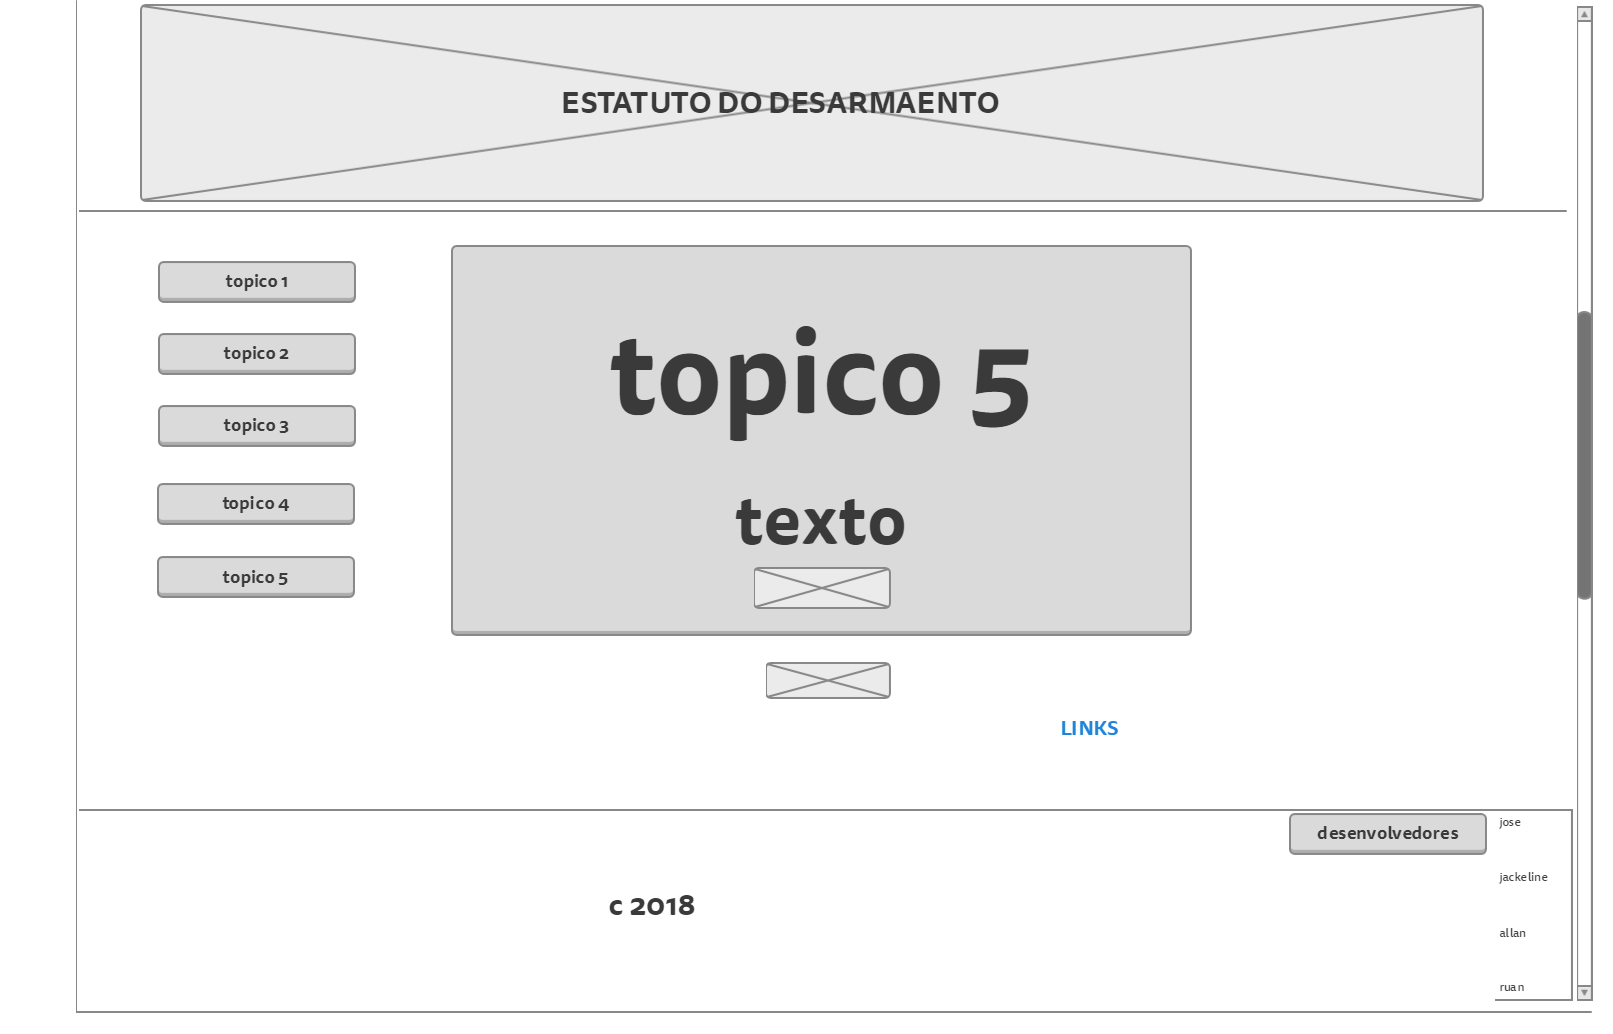 ESTATUTO DO DESARMAENTO
topico 1
topico 2
topico 3
topico 4
topico 5
topico 5
texto
LINKS
desenvolvedores
jose
jackeline
allan
ruan
c 2018